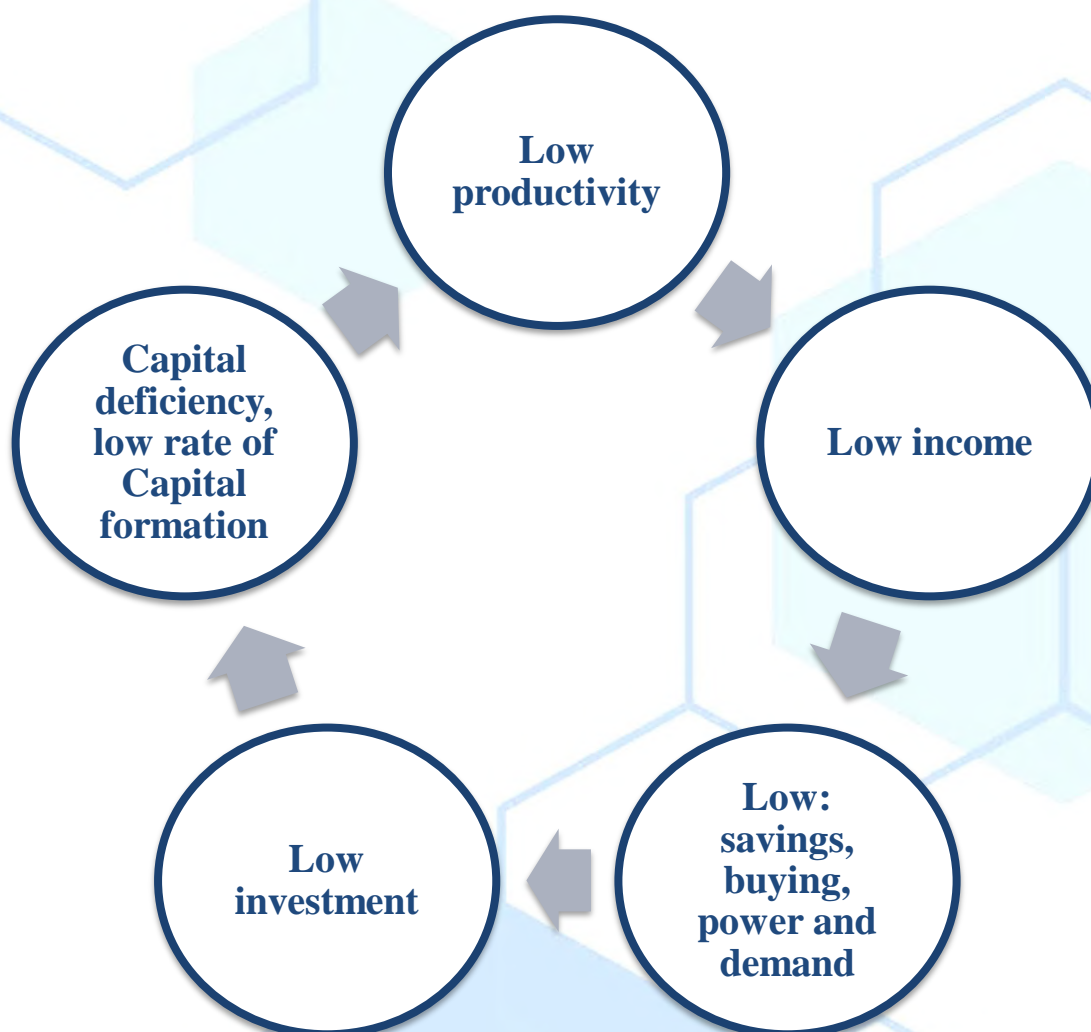 Low
productivity
Low income
Low:
savings,
buying,
power and
demand
Low
investment
Capital
deficiency,
low rate of
Capital
formation